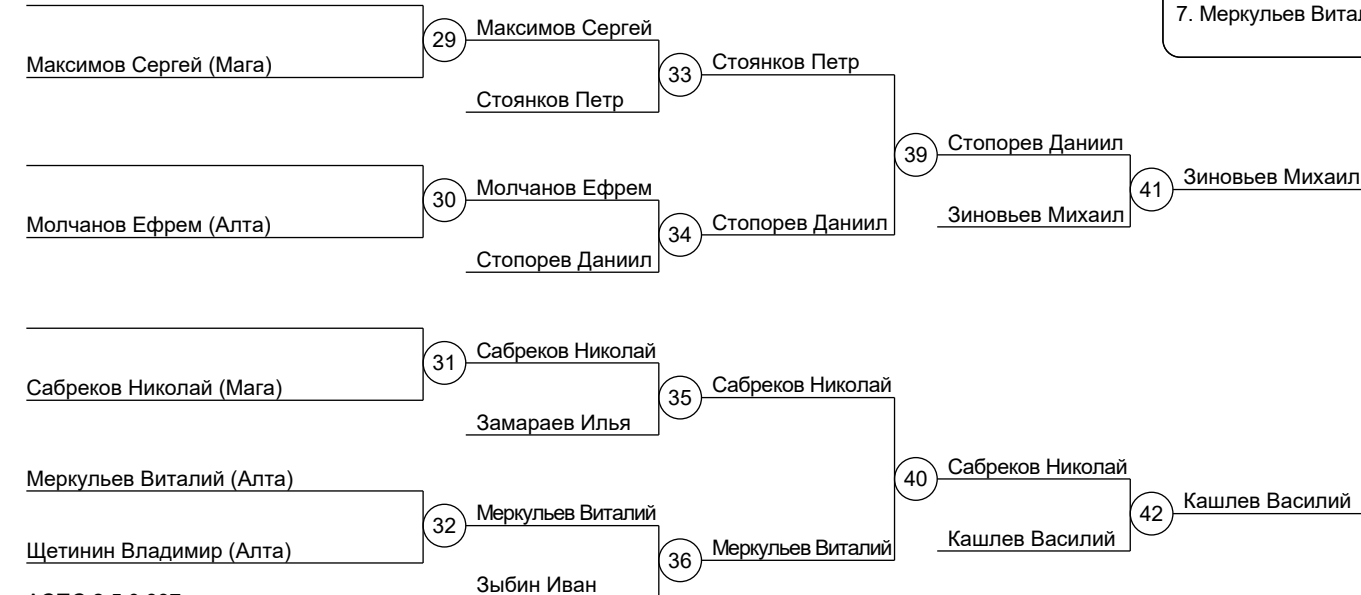 7. Меркульев
29
Максимов Сергей
Максимов Сергей (Мага)
33
Стоянков Петр
Стоянков Петр
39
Стопорев Даниил
30
Молчанов Ефрем
41
Зиновьев Михаил
Молчанов Ефрем (Алта)
34
Стопорев Даниил
Зиновьев Михаил
Стопорев Даниил
31
Сабреков Николай
Сабреков Николай (Мага)
35
Сабреков Николай
Замараев Илья
Меркульев Виталий (Алта)
40
Сабреков Николай
32
Меркульев Виталий
42
Кашлев Василий
Щетинин Владимир (Алта)
36
Меркульев Виталий
Кашлев Василий
Зыбин Иван